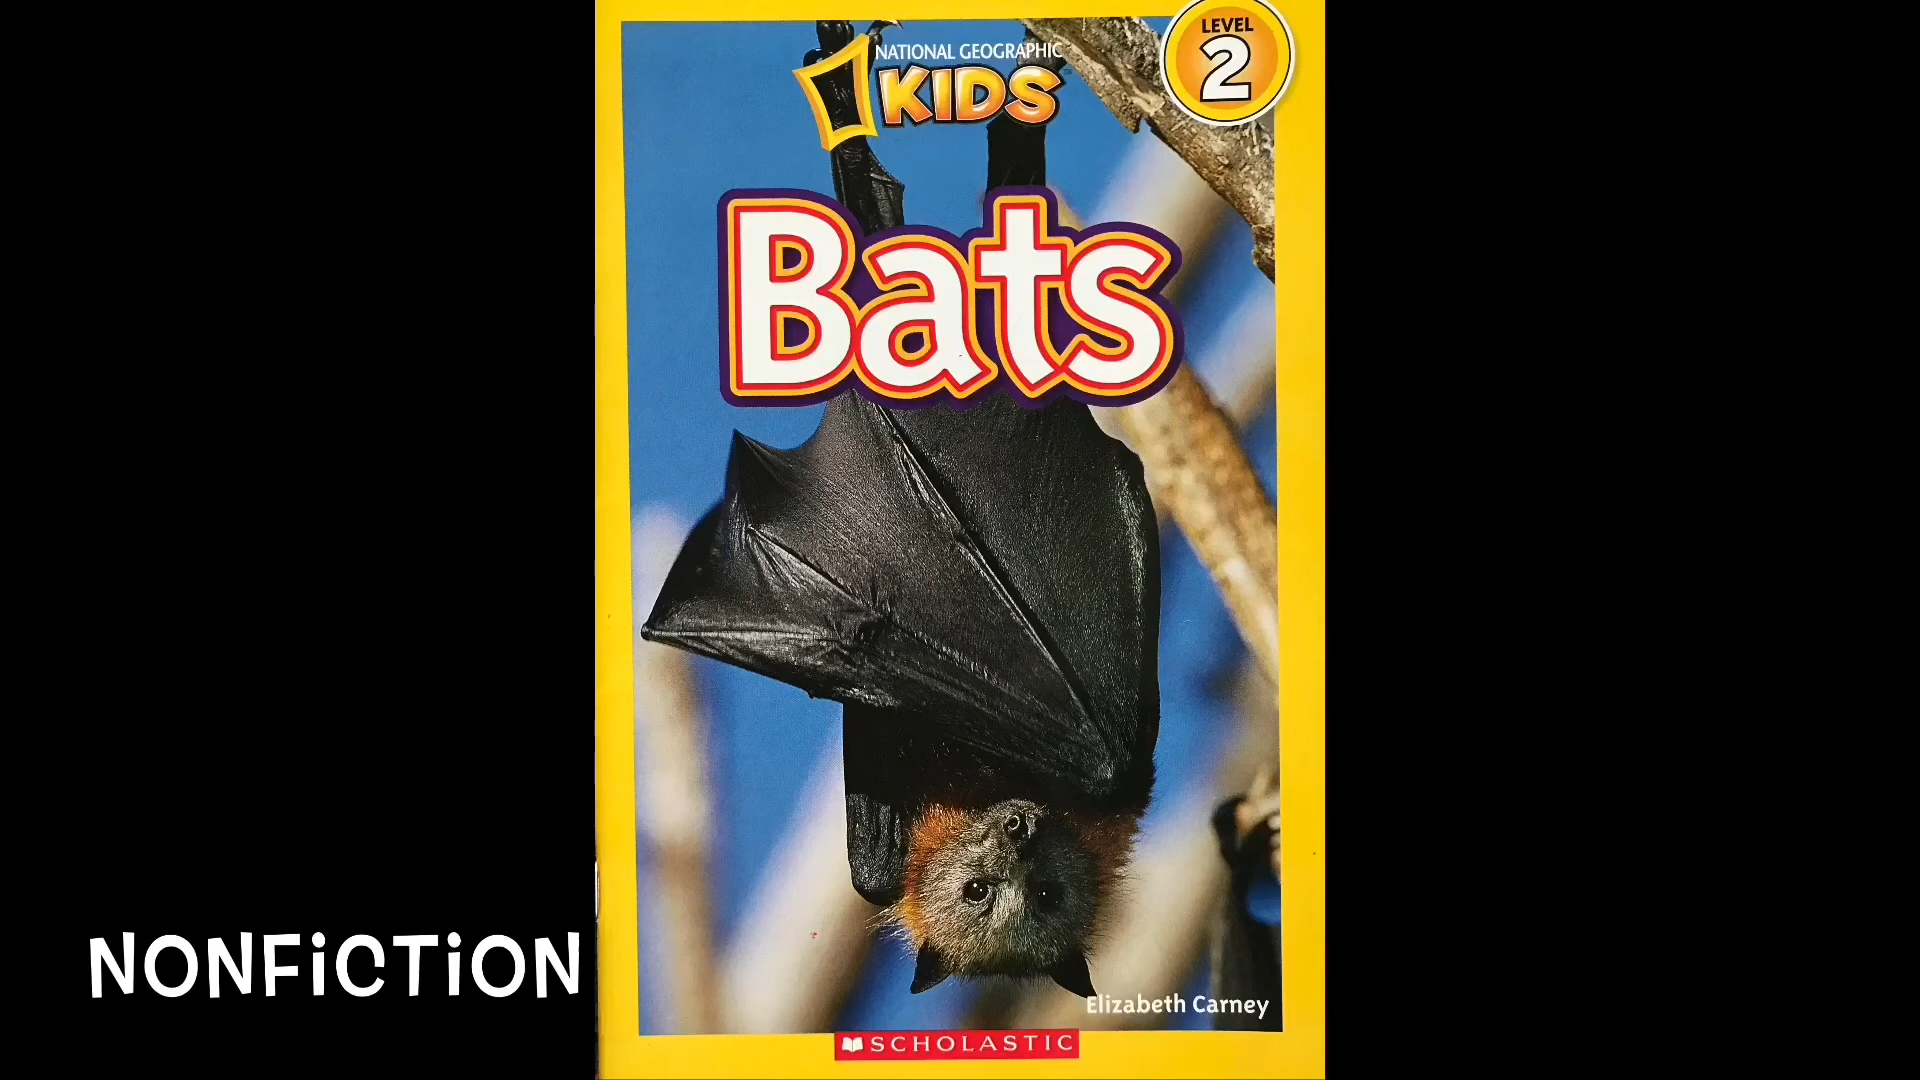 LEVEL
2
NATIONAL GEOGRAPHIC
KIDS
Bats
NONFiCTiON
Elizabeth Carney
SCHOLASTIC